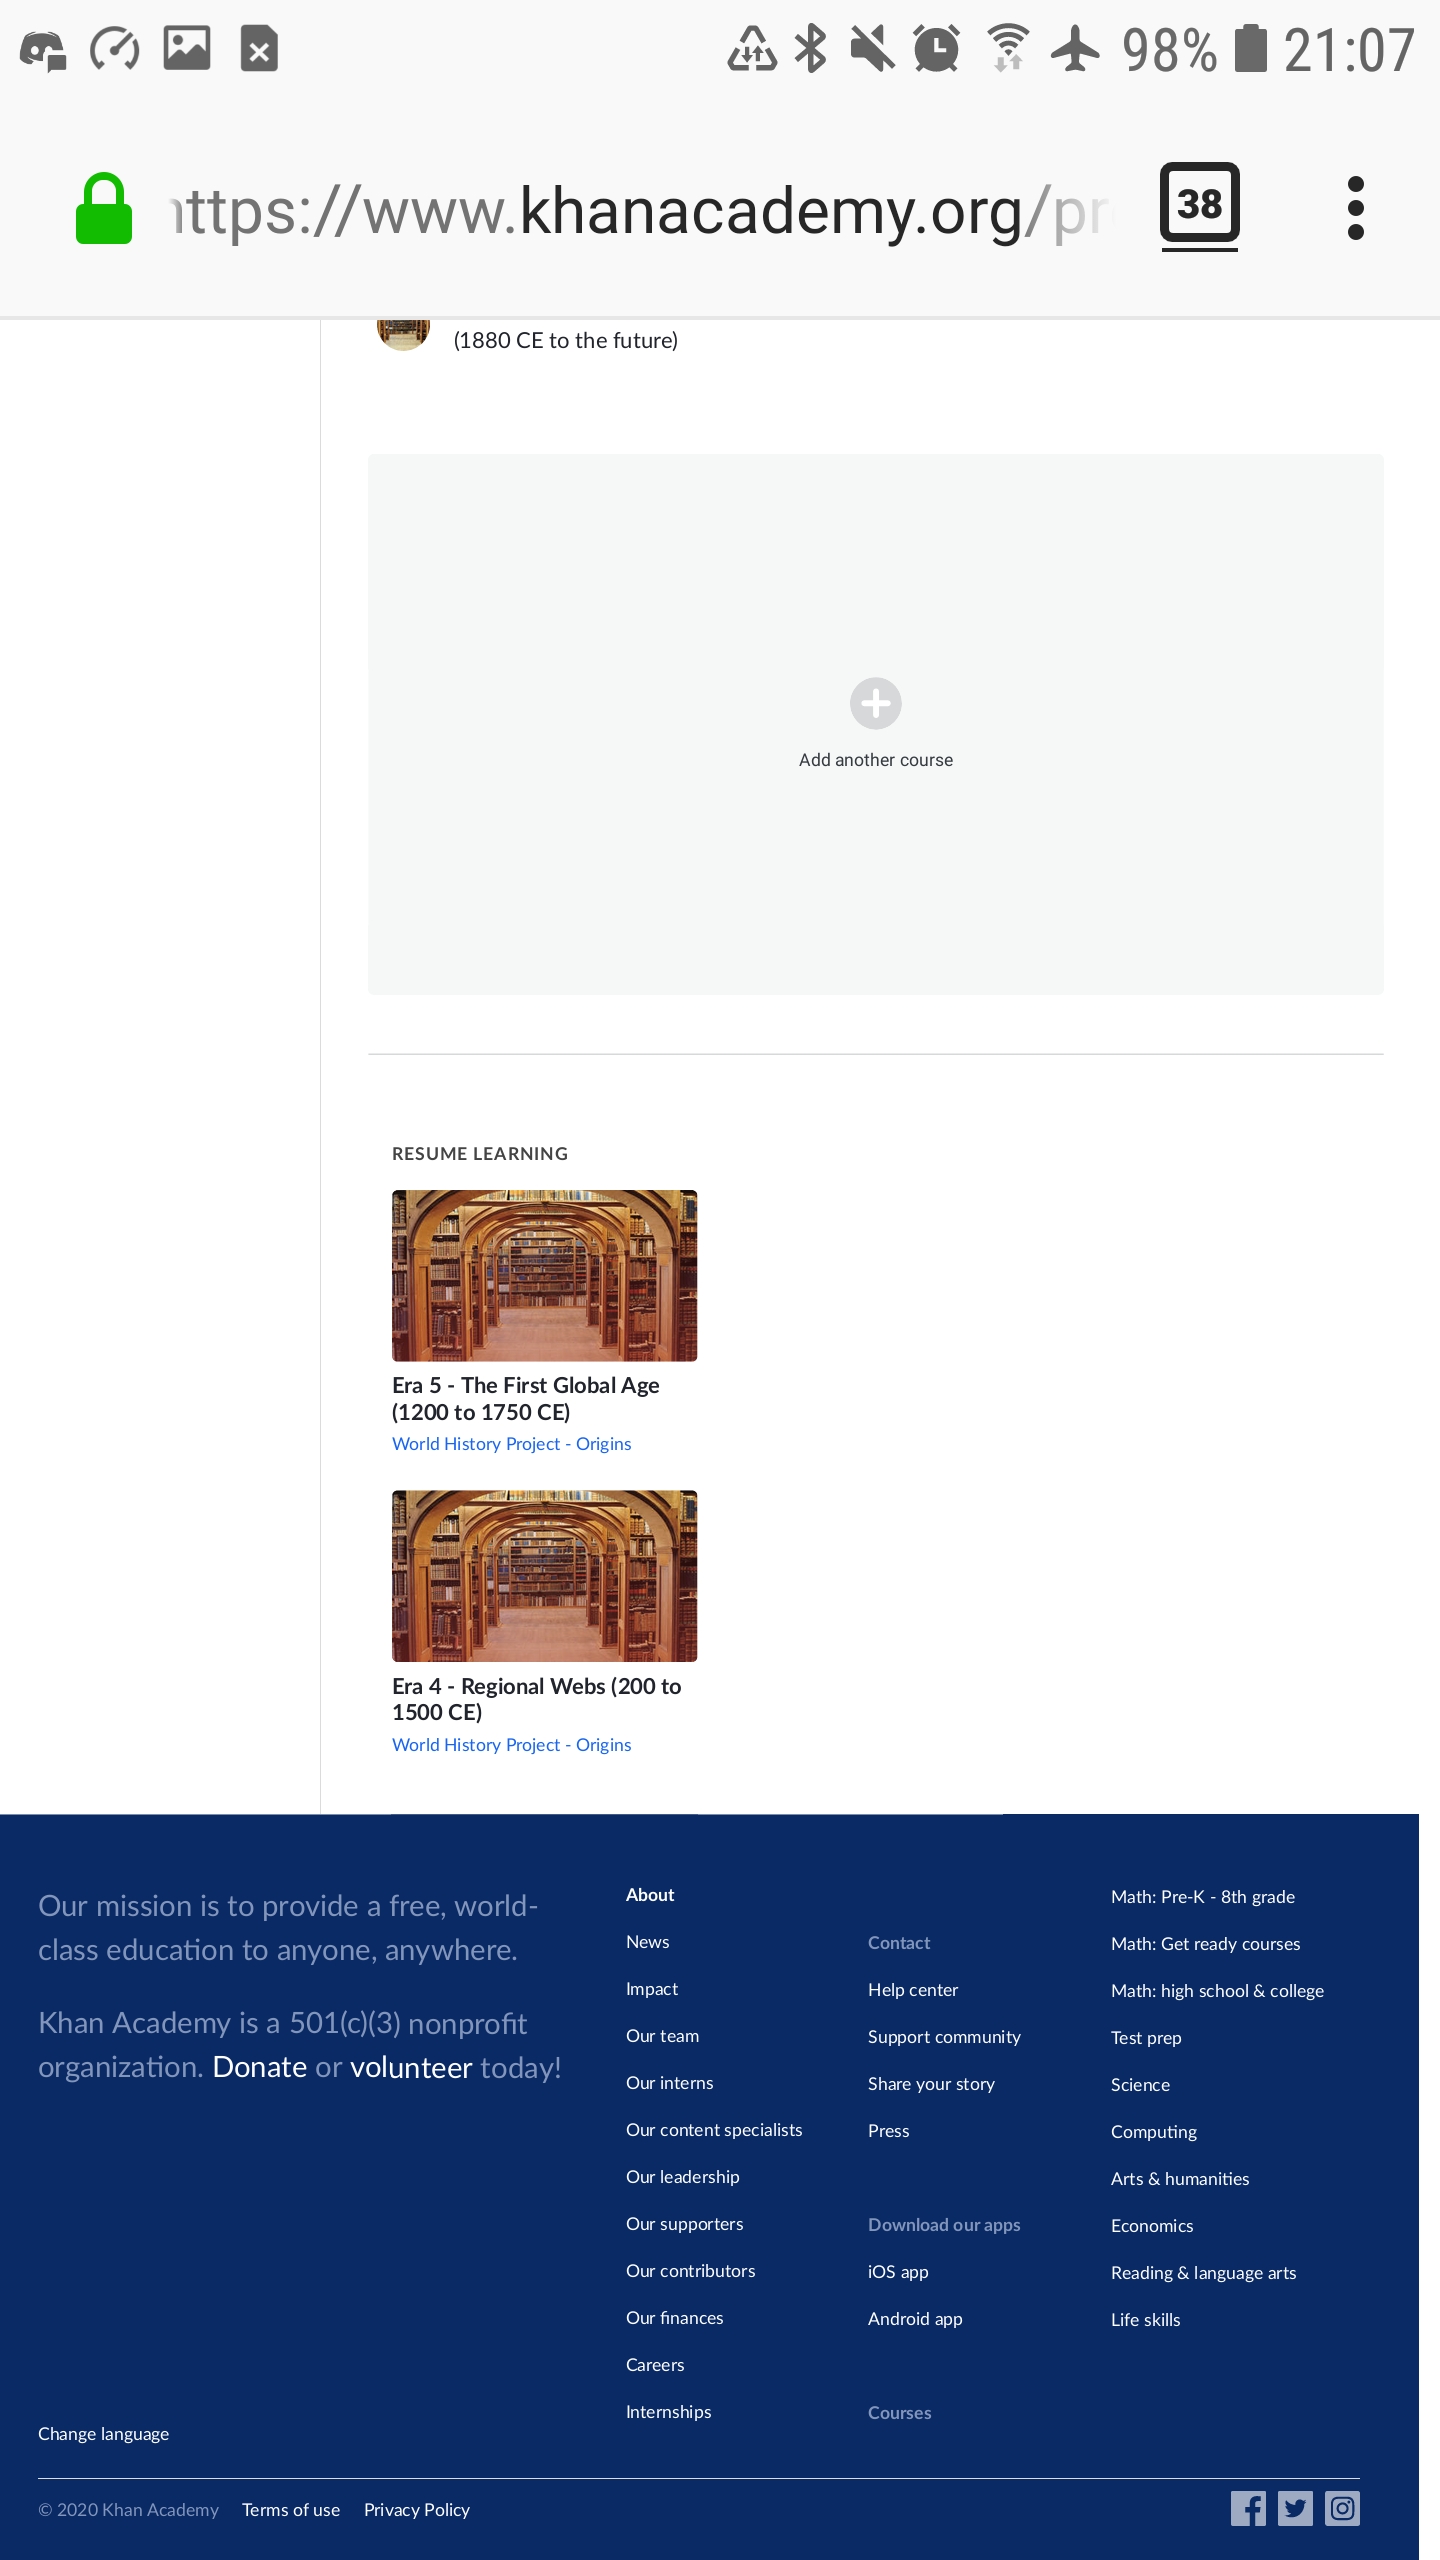 98% 21:07
https://www.khanacademy.org/pr
38
(1880 CE to the future)
Add another course
RESUME LEARNING
Era 5 - The First Global Age
(1200 to 1750 CE)
World History Project - Origins
Era 4 - Regional Webs (200 to
1500 CE)
World History Project - Origins
Our mission is to provide a free, world-
class education to anyone, anywhere.
Khan Academy is a 501(c)(3) nonprofit
organization. Donate or volunteer today!
Change language
About
News
Impact
Our team
Our interns
Our content specialists
Our leadership
Our supporters
Our contributors
Our finances
Careers
Internships
Contact
Help center
Support community
Share your story
Press
Download our apps
iOS app
Android app
Courses
Math: Pre-K - 8th grade
Math: Get ready courses
Math: high school & college
Test prep
Science
Computing
Arts & humanities
Economics
Reading & language arts
Life skills
© 2020 Khan Academy Terms of use Privacy Policy